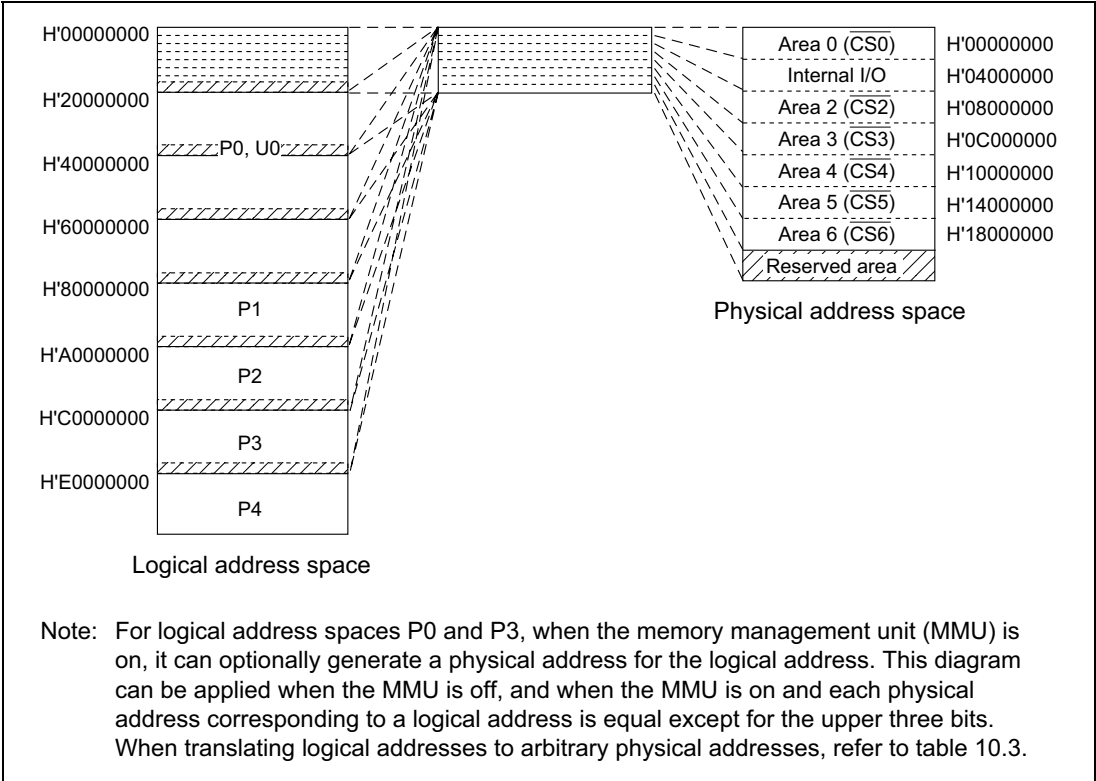 H'00000000
H'20000000
P0, U0
H'40000000
H'60000000
H'80000000
P1
H'A0000000
P2
H'C0000000
P3
H'E0000000
P4
Logical address space
Area 0 (CS0) H'00000000
Internal I/O H'04000000
Area 2 (CS2) H'08000000
Area 3 (CS3) H'0C000000
Area 4 (CS4) H'10000000
Area 5 (CS5) H'14000000
Area 6 (CS6) H'18000000
Reserved area
Physical address space
Note: For logical address spaces P0 and P3, when the memory management unit (MMU) is
on, it can optionally generate a physical address for the logical address. This diagram
can be applied when the MMU is off, and when the MMU is on and each physical
address corresponding to a logical address is equal except for the upper three bits.
When translating logical addresses to arbitrary physical addresses, refer to table 10.3.